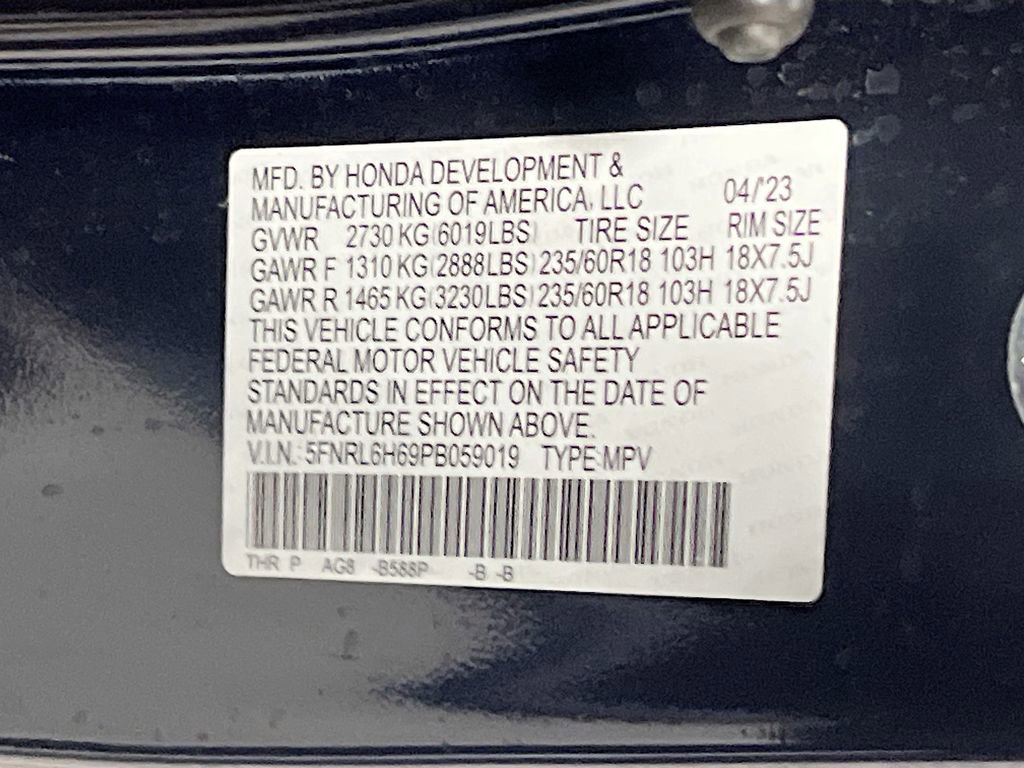 MFD. BY HONDA DEVELOPMENT &
MANUFACTURING OF AMERICA, LLC 04/'23
GVWR 2730 KG(6019LBS) TIRE SIZE RIM SIZE
GAWR F 1310 KG(2888LBS) 235/60R18 103H 18X7.5J
GAWR R 1465 KG(3230LBS) 235/60R18 103H 18X7.5J
THIS VEHICLE CONFORMS TO ALL APPLICABLE
FEDERAL MOTOR VEHICLE SAFETY
STANDARDS IN EFFECT ON THE DATE OF
MANUFACTURE SHOWN ABOVE.
V.I.N.: 5FNRL6H69PB059019 TYPE:MPV
THR P AG8 -B588P -B -B